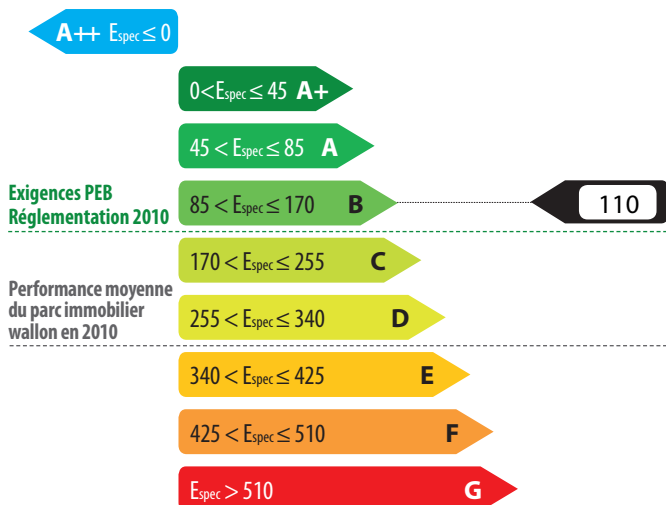 A++ Espec ≤ 0
0<Espec ≤ 45 A+
45 < Espec ≤ 85 A
Exigences PEB
Réglementation 2010
85 < Espec ≤ 170 B
110
170 < Espec ≤ 255 C
Performance moyenne
du parc immobilier
wallon en 2010
255 < Espec ≤ 340 D
340 < Espec ≤ 425 E
425 < Espec ≤ 510 F
Espec > 510 G